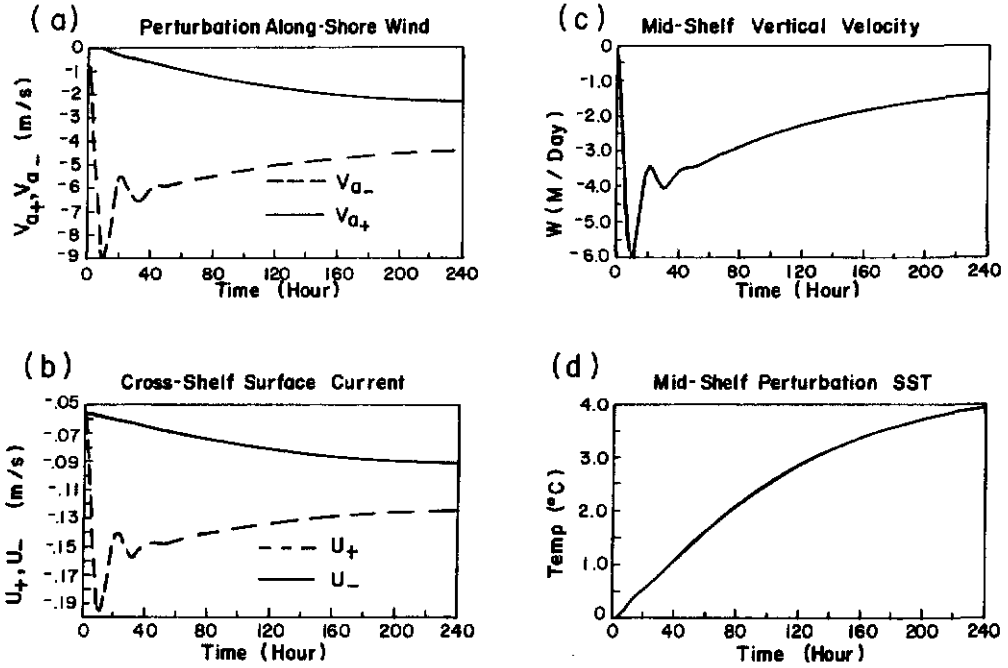 (a)
Perturbation Along-Shore Wind
0
-1
-2
-3
-4
-5
-6
-7
-8
-9
Va+, Va- (m/s)
Va-
Va+
0 40 80 120 160 200 240
Time (Hour)
(c)
Mid-Shelf Vertical Velocity
0
-1.0
-2.0
-3.0
-4.0
-5.0
-6.0
W (M/Day)
0 40 80 120 160 200 240
Time (Hour)
(b)
Cross-Shelf Surface Current
-.05
-.07
-.09
-.11
-.13
-.15
-.17
-.19
U+, U- (m/s)
U+
U-
0 40 80 120 160 200 240
Time (Hour)
(d)
Mid-Shelf Perturbation SST
4.0
3.0
2.0
1.0
0
Temp (°C)
0 40 80 120 160 200 240
Time (Hour)